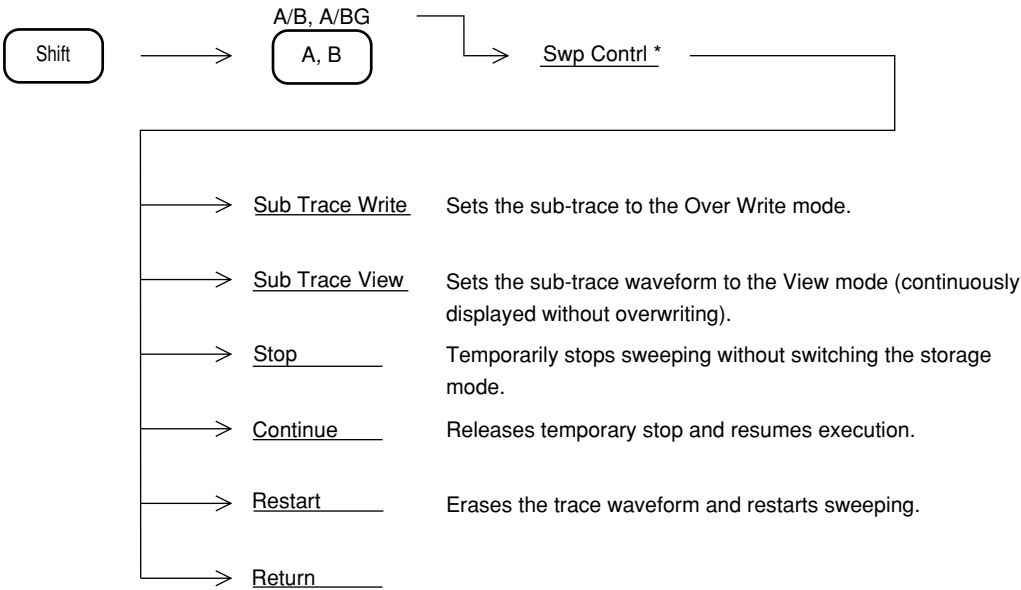 A/B, A/BG
Shift
A, B
Swp Contrl *
Sub Trace Write
Sets the sub-trace to the Over Write mode.
Sub Trace View
Sets the sub-trace waveform to the View mode (continuously
displayed without overwriting).
Stop
Temporarily stops sweeping without switching the storage
mode.
Continue
Releases temporary stop and resumes execution.
Restart
Erases the trace waveform and restarts sweeping.
Return